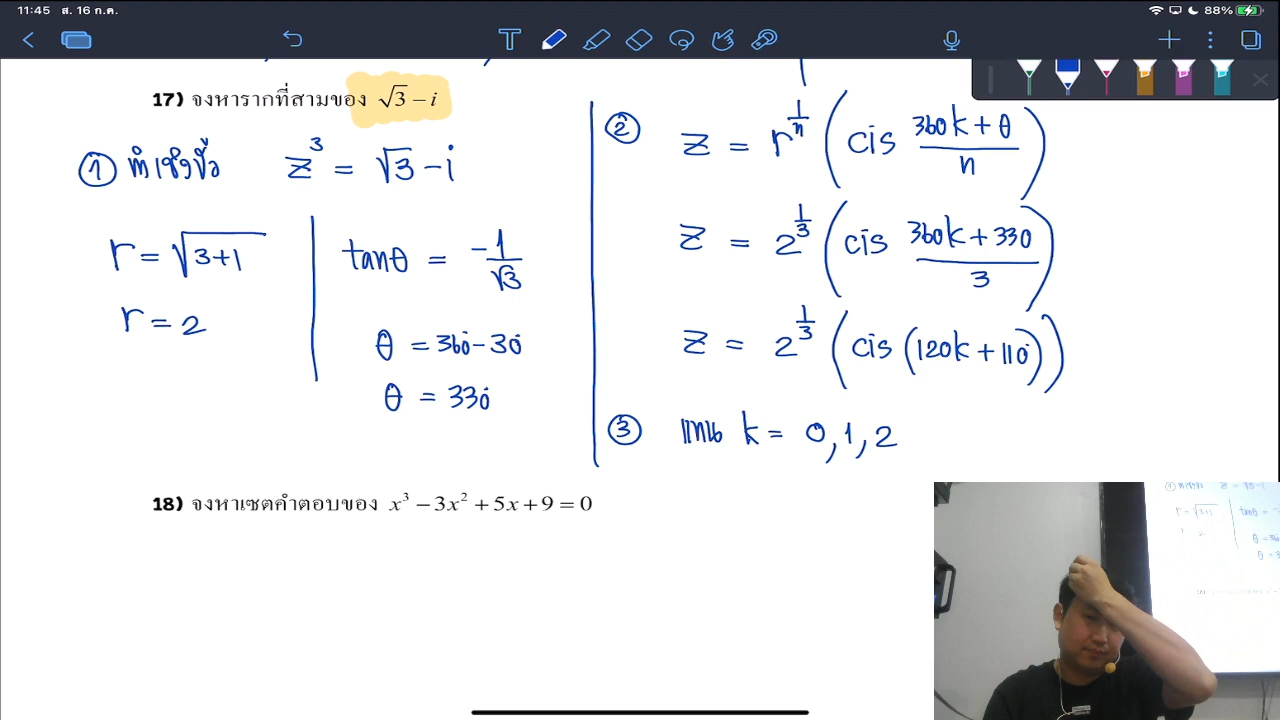 11:45 ส. 16 ก.ค.
88%
17) จงหารากที่สามของ √3 − i
① ทำเชิงขั้ว z³ = √3 − i
r = √(3+1)
r = 2
tanθ = −1/√3
θ = 360° − 30°
θ = 330°
② z = r^(1/n) (cis (360k + θ)/n)
z = 2^(1/3) (cis (360k + 330)/3)
z = 2^(1/3) (cis (120k + 110°))
③ แทน k = 0, 1, 2
18) จงหาเซตคำตอบของ x³ − 3x² + 5x + 9 = 0